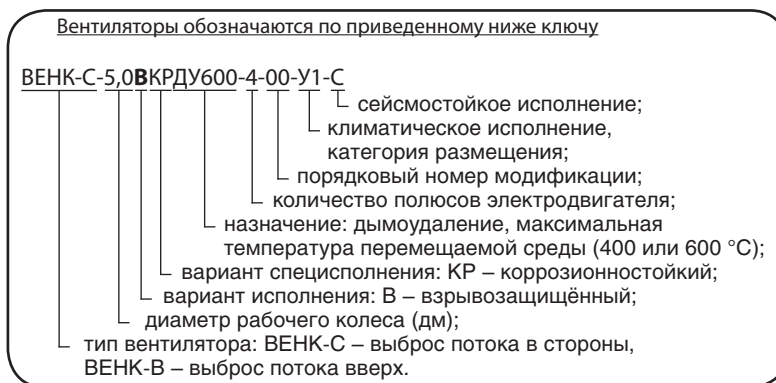 Вентиляторы обозначаются по приведенному ниже ключу
ВЕНК-С-5,0ВКРДУ600-4-00-У1-С
сейсмостойкое исполнение;
климатическое исполнение,
категория размещения;
порядковый номер модификации;
количество полюсов электродвигателя;
назначение: дымоудаление, максимальная
температура перемещаемой среды (400 или 600 °С);
вариант специсполнения: КР – коррозионностойкий;
вариант исполнения: В – взрывозащищённый;
диаметр рабочего колеса (дм);
тип вентилятора: ВЕНК-С – выброс потока в стороны,
ВЕНК-В – выброс потока вверх.